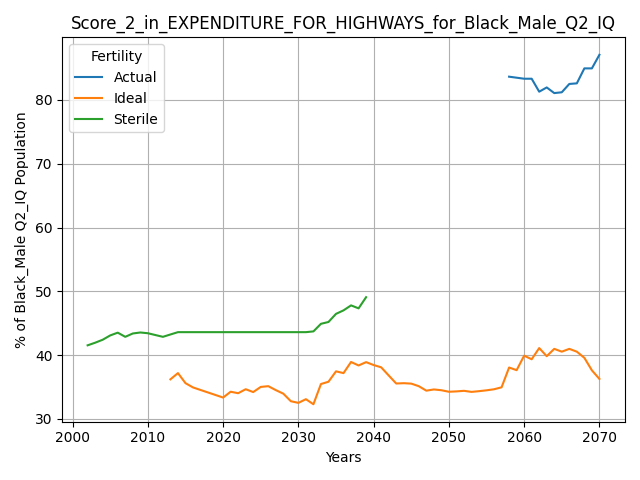 Score_2_in_EXPENDITURE_FOR_HIGHWAYS_for_Black_Male_Q2_IQ
Fertility
Actual
Ideal
Sterile
% of Black_Male Q2_IQ Population
80
70
60
50
40
30
2000 2010 2020 2030 2040 2050 2060 2070
Years